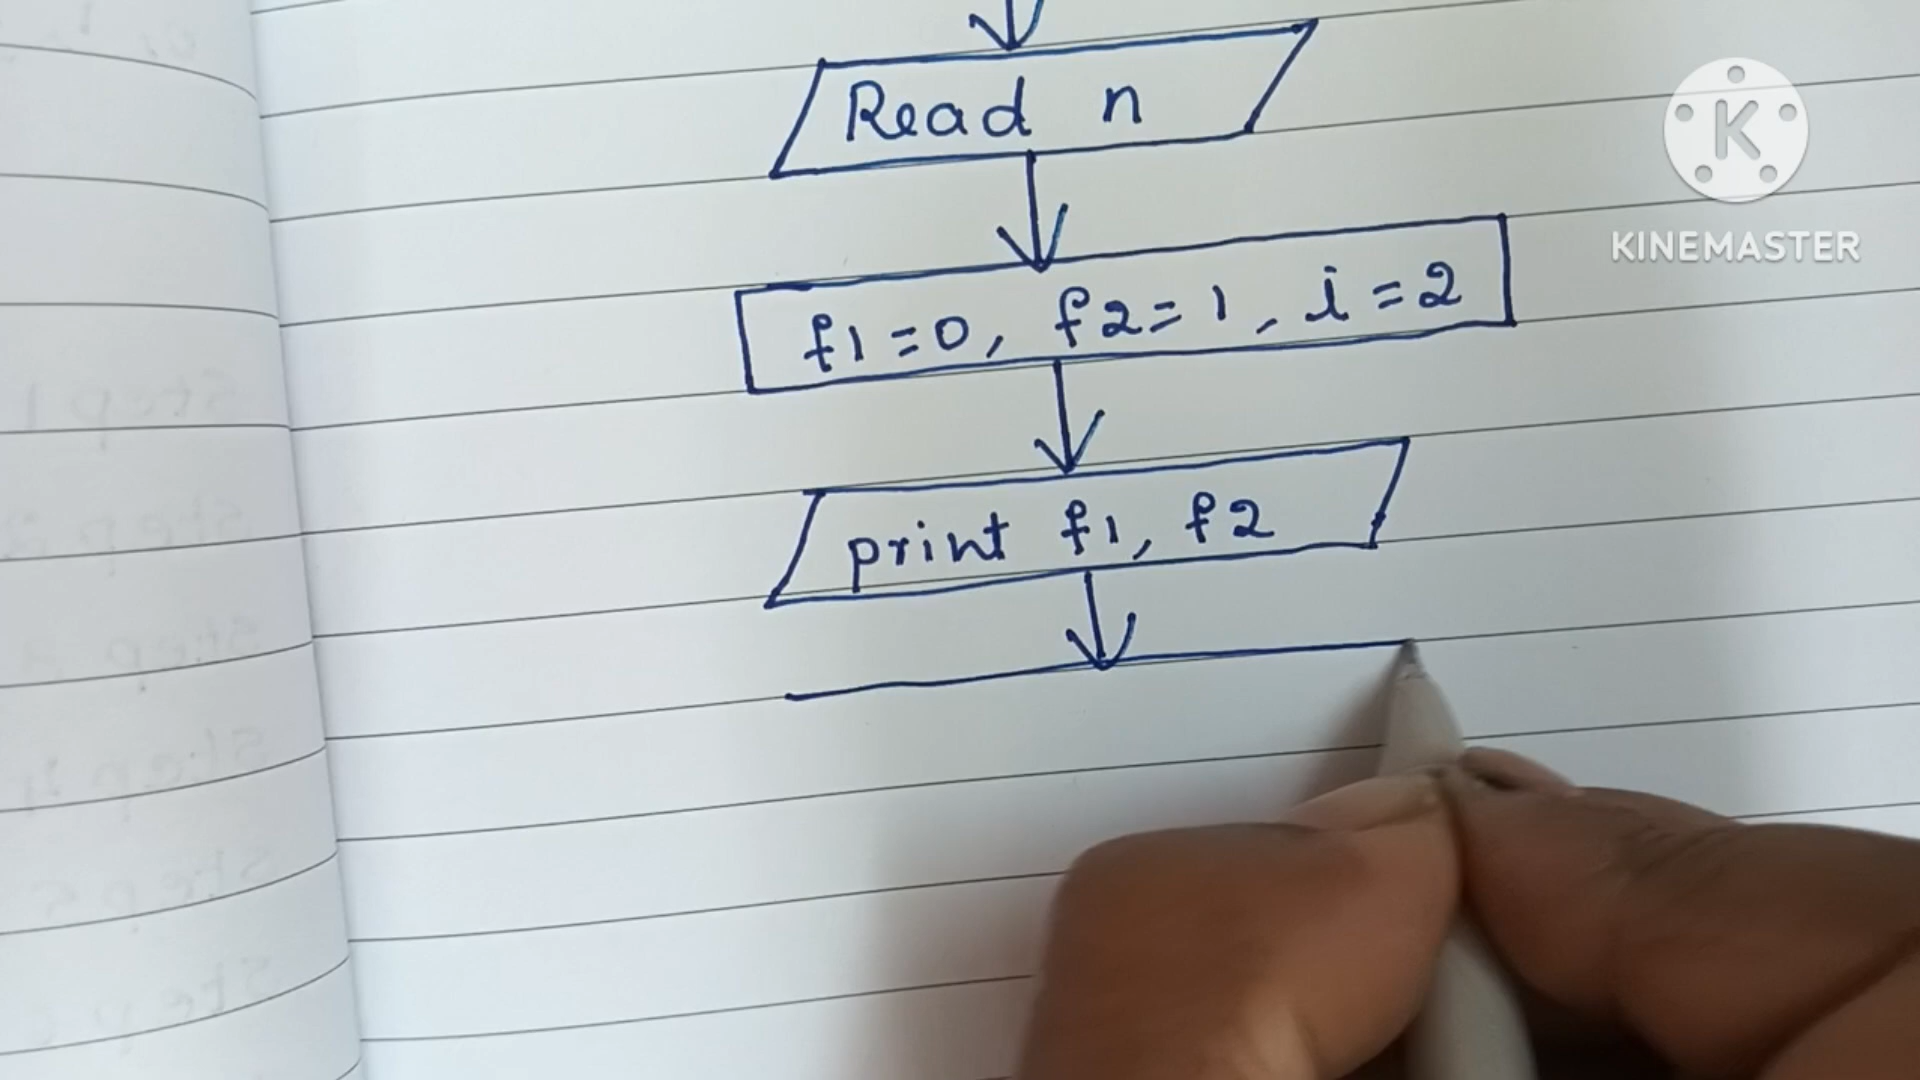 Read n
f1=0, f2=1, i=2
print f1, f2
K
KINEMASTER